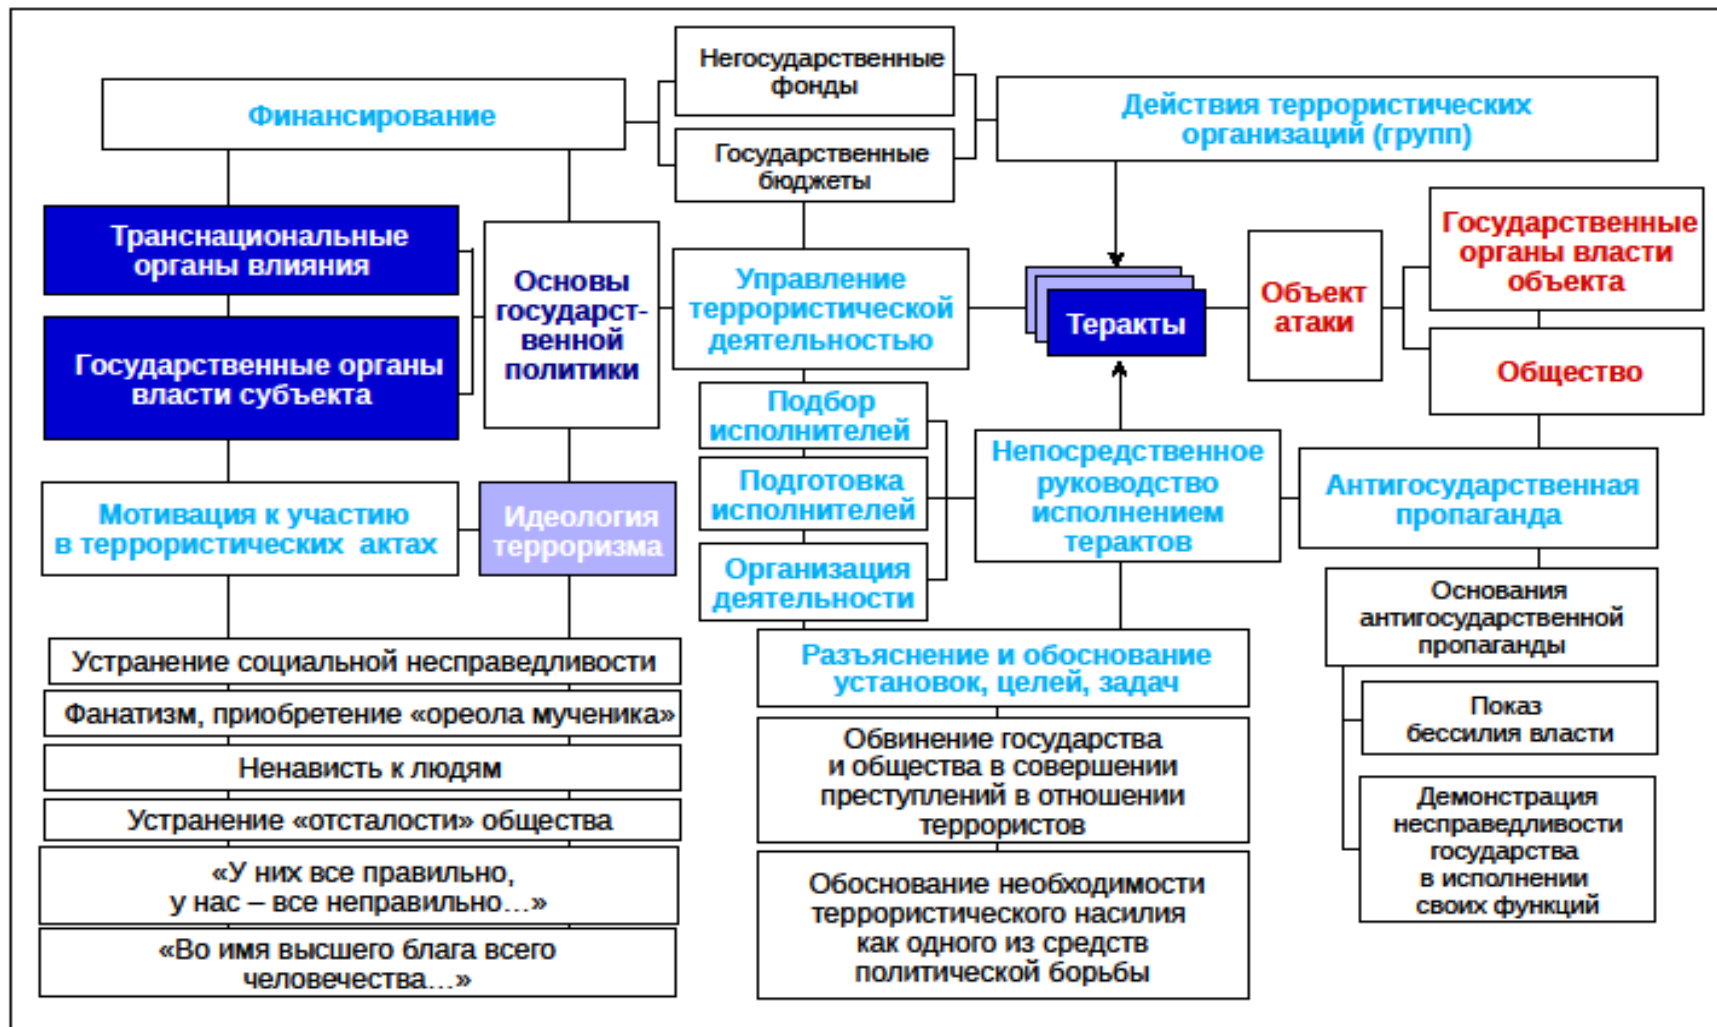 Негосударственные
фонды
Финансирование
Действия террористических
организаций (групп)
Государственные
бюджеты
Транснациональные
органы влияния
Основы
государст-
венной
политики
Управление
террористической
деятельностью
Теракты
Объект
атаки
Государственные
органы власти
объекта
Государственные органы
власти субъекта
Общество
Подбор
исполнителей
Подготовка
исполнителей
Организация
деятельности
Непосредственное
руководство
исполнением
терактов
Антигосударственная
пропаганда
Мотивация к участию
в террористических актах
Идеология
терроризма
Основания
антигосударственной
пропаганды
Устранение социальной несправедливости
Фанатизм, приобретение «ореола мученика»
Ненависть к людям
Устранение «отсталости» общества
«У них все правильно,
у нас – все неправильно…»
«Во имя высшего блага всего
человечества…»
Разъяснение и обоснование
установок, целей, задач
Обвинение государства
и общества в совершении
преступлений в отношении
террористов
Обоснование необходимости
террористического насилия
как одного из средств
политической борьбы
Показ
бессилия власти
Демонстрация
несправедливости
государства
в исполнении
своих функций